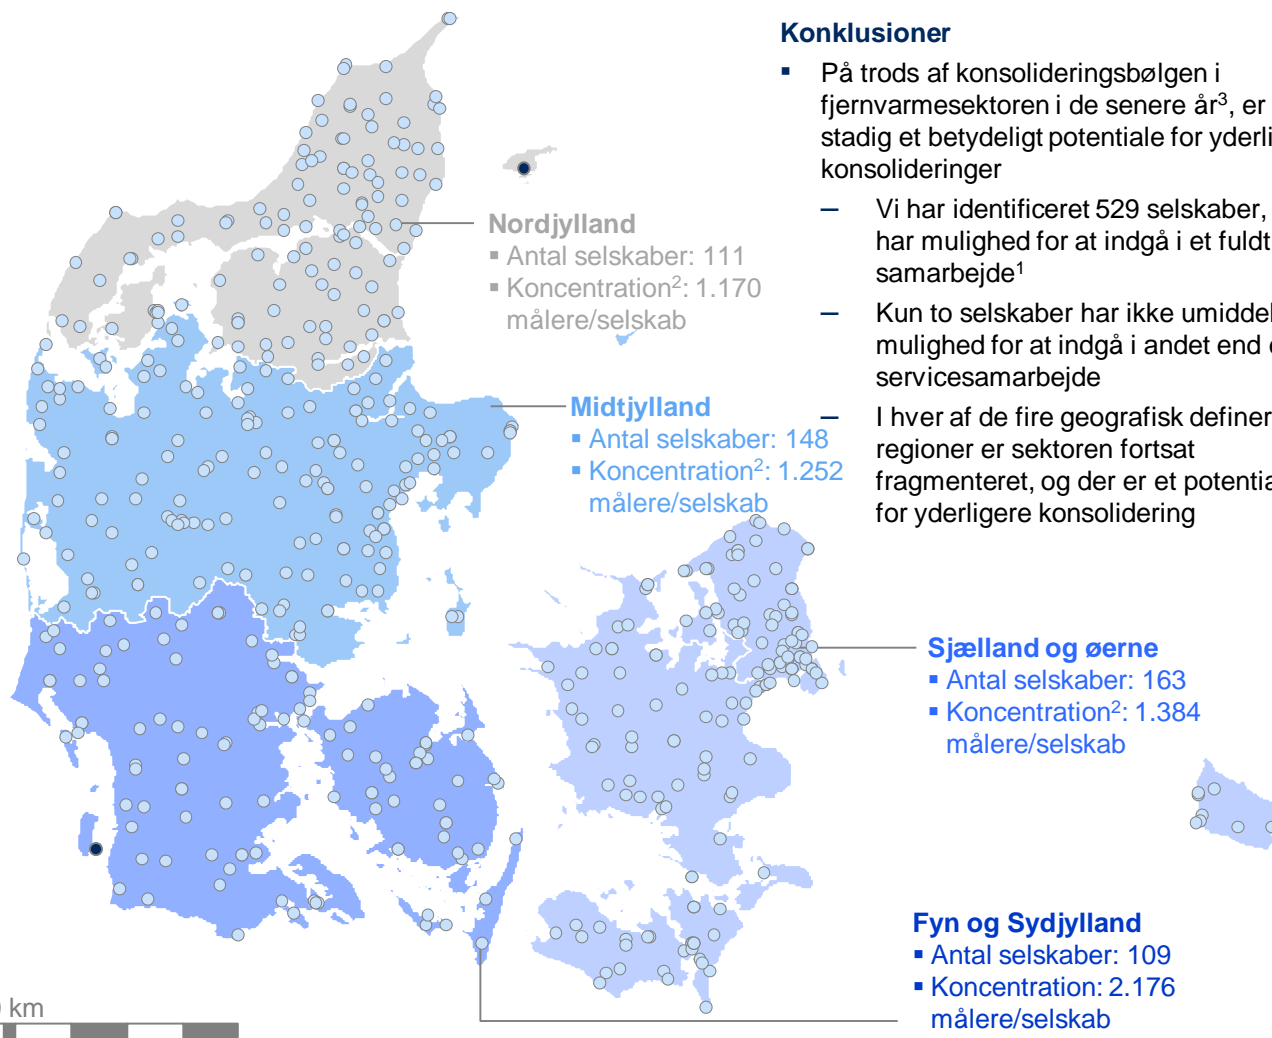 Konklusioner
▪ På trods af konsolideringsbølgen i
fjernvarmesektoren i de senere år³, er
stadig et betydeligt potentiale for yderli
konsolideringer
– Vi har identificeret 529 selskaber,
har mulighed for at indgå i et fuldt
samarbejde¹
– Kun to selskaber har ikke umiddel
mulighed for at indgå i andet end
servicesamarbejde
– I hver af de fire geografisk definer
regioner er sektoren fortsat
fragmenteret, og der er et potentia
for yderligere konsolidering
Nordjylland
▪ Antal selskaber: 111
▪ Koncentration²: 1.170
målere/selskab
Midtjylland
▪ Antal selskaber: 148
▪ Koncentration²: 1.252
målere/selskab
Sjælland og øerne
▪ Antal selskaber: 163
▪ Koncentration²: 1.384
målere/selskab
Fyn og Sydjylland
▪ Antal selskaber: 109
▪ Koncentration: 2.176
målere/selskab
km